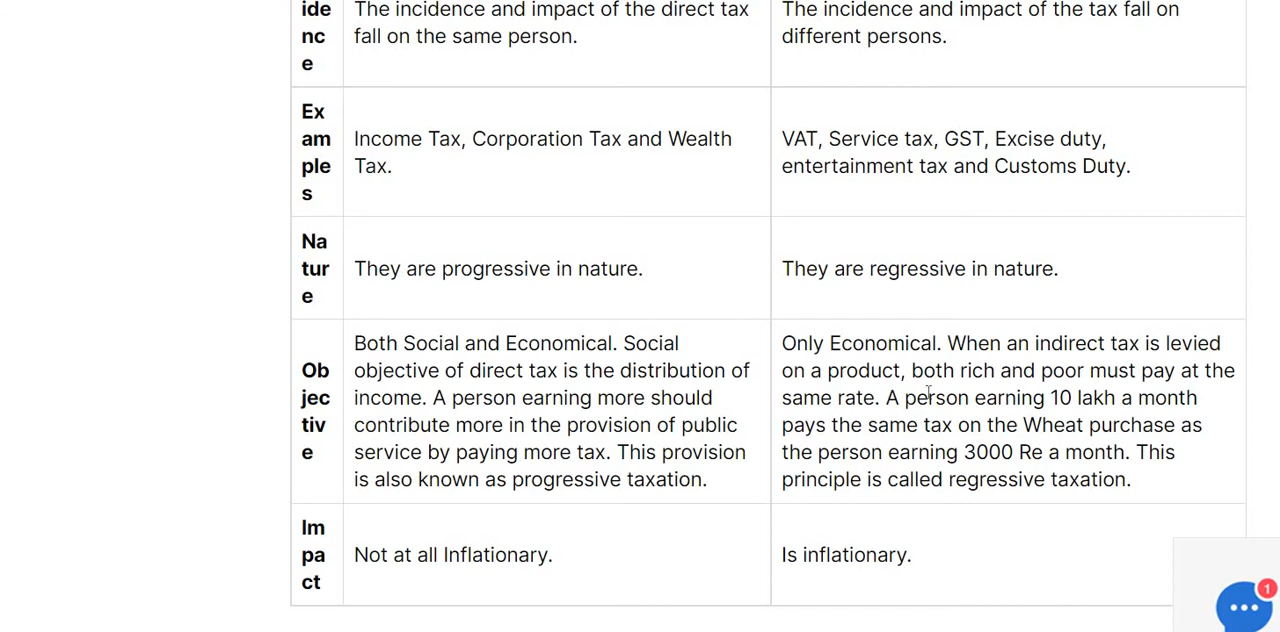 ide
nc
e
The incidence and impact of the direct tax
fall on the same person.
The incidence and impact of the tax fall on
different persons.
Ex
am
ple
s
Income Tax, Corporation Tax and Wealth
Tax.
VAT, Service tax, GST, Excise duty,
entertainment tax and Customs Duty.
Na
tur
e
They are progressive in nature.
They are regressive in nature.
Ob
jec
tiv
e
Both Social and Economical. Social
objective of direct tax is the distribution of
income. A person earning more should
contribute more in the provision of public
service by paying more tax. This provision
is also known as progressive taxation.
Only Economical. When an indirect tax is levied
on a product, both rich and poor must pay at the
same rate. A person earning 10 lakh a month
pays the same tax on the Wheat purchase as
the person earning 3000 Re a month. This
principle is called regressive taxation.
Im
pa
ct
Not at all Inflationary.
Is inflationary.
1